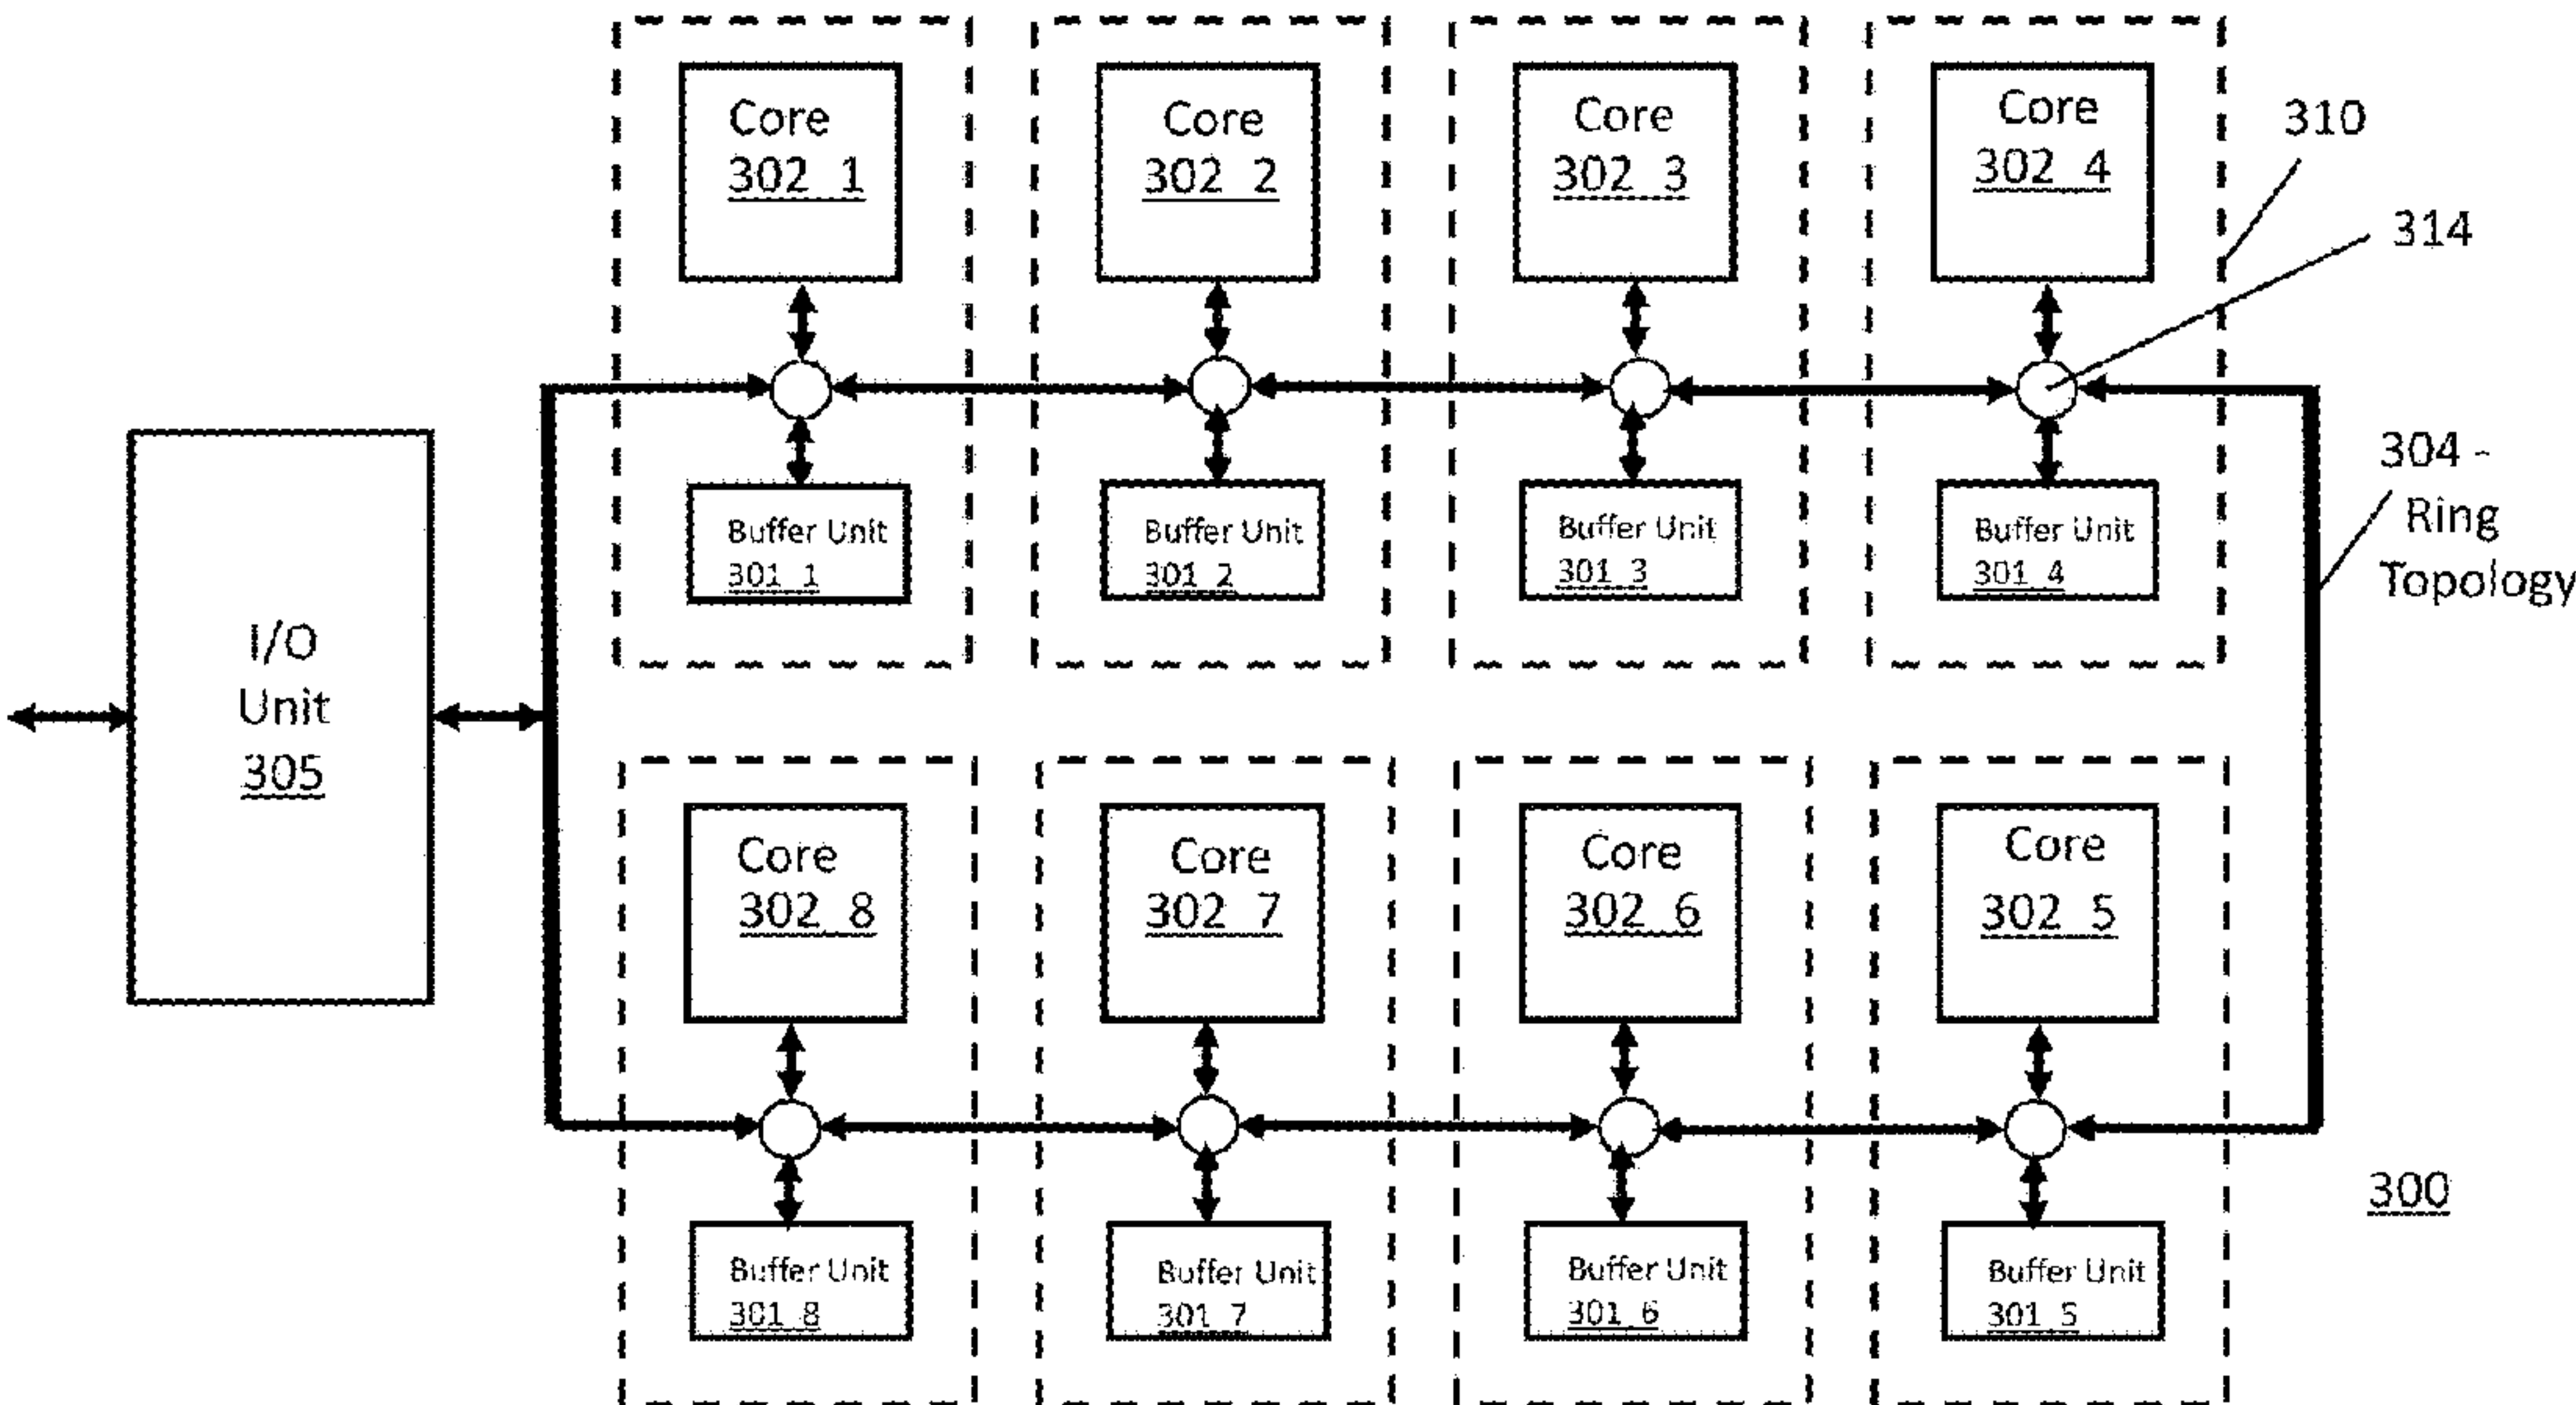 Core
302_1
Core
302_2
Core
302_3
Core
302_4
310
314
Buffer Unit
301_1
Buffer Unit
301_2
Buffer Unit
301_3
Buffer Unit
301_4
304 -
Ring
Topology
I/O
Unit
305
Core
302_8
Core
302_7
Core
302_6
Core
302_5
300
Buffer Unit
301_8
Buffer Unit
301_7
Buffer Unit
301_6
Buffer Unit
301_5